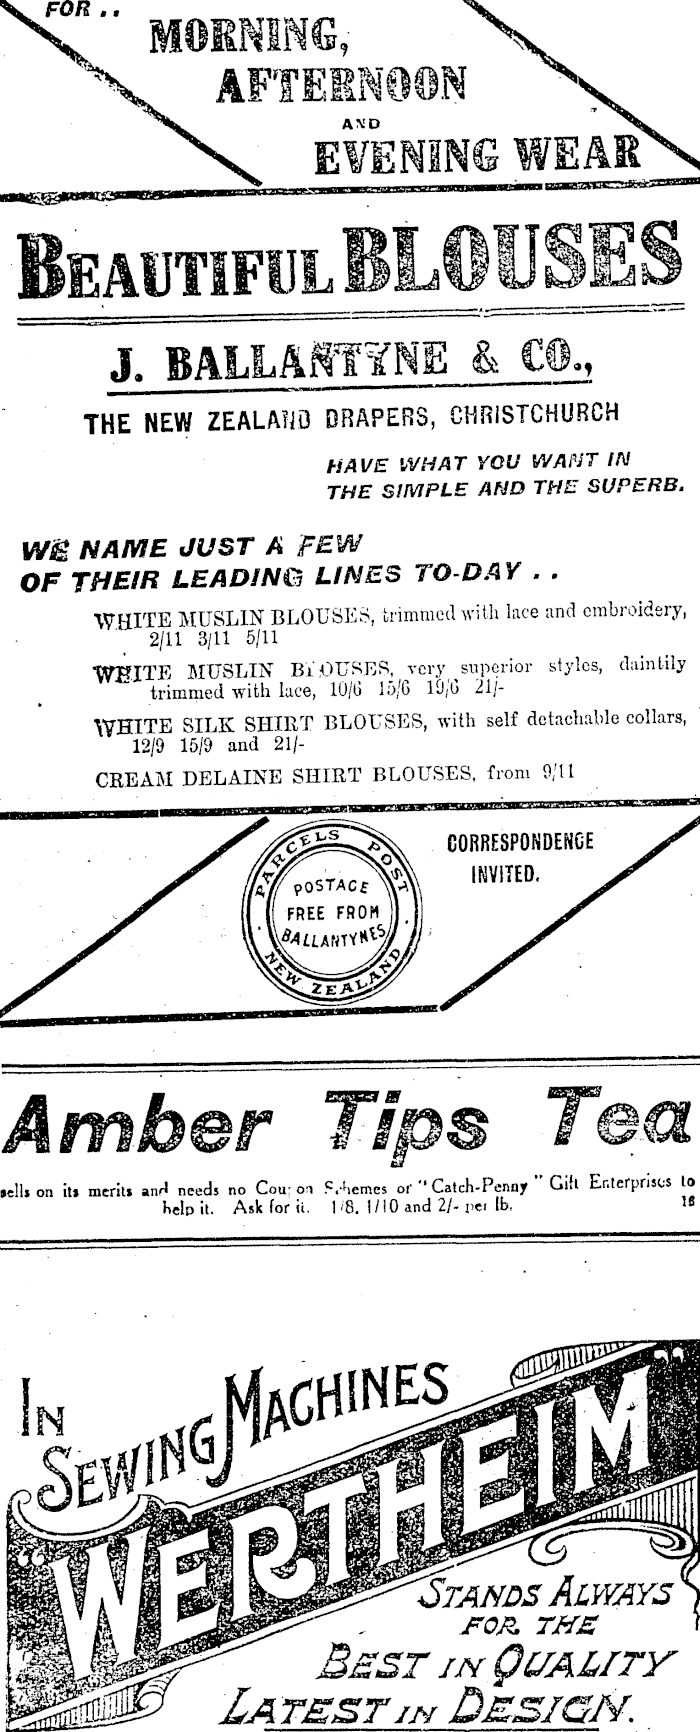 FOR ..
MORNING,
AFTERNOON
AND
EVENING WEAR
BEAUTIFUL BLOUSES
J. BALLANTYNE & CO.,
THE NEW ZEALAND DRAPERS, CHRISTCHURCH
HAVE WHAT YOU WANT IN
THE SIMPLE AND THE SUPERB.
WE NAME JUST A FEW
OF THEIR LEADING LINES TO-DAY . .
WHITE MUSLIN BLOUSES, trimmed with lace and embroidery,
2/11 3/11 5/11
WHITE MUSLIN BLOUSES, very superior styles, daintily
trimmed with lace, 10/6 15/6 19/6 21/-
WHITE SILK SHIRT BLOUSES, with self detachable collars,
12/9 15/9 and 21/-
CREAM DELAINE SHIRT BLOUSES, from 9/11
PARCELS POST
POSTAGE
FREE FROM
BALLANTYNES
NEW ZEALAND
CORRESPONDENCE
INVITED.
Amber Tips Tea
sells on its merits and needs no Coupon Schemes or "Catch-Penny" Gift Enterprises to
help it. Ask for it. 1/8, 1/10 and 2/- per lb. 16
IN
SEWING MACHINES
"WERTHEIM"
STANDS ALWAYS
FOR THE
BEST IN QUALITY
LATEST IN DESIGN.